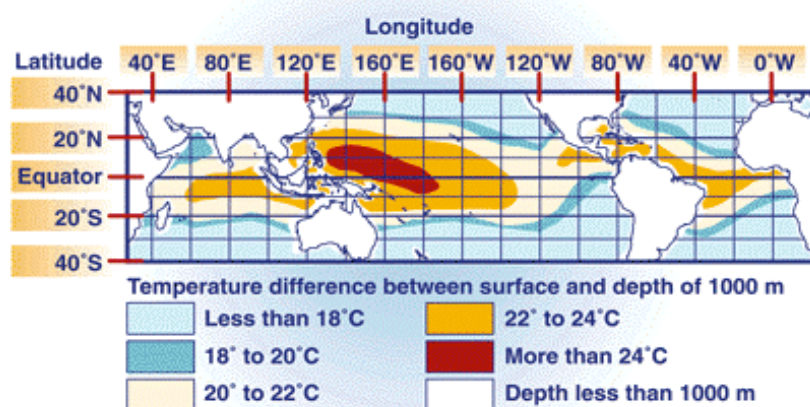 Longitude
Latitude 40°E 80°E 120°E 160°E 160°W 120°W 80°W 40°W 0°W
40°N
20°N
Equator
20°S
40°S
Temperature difference between surface and depth of 1000 m
Less than 18°C 22° to 24°C
18° to 20°C More than 24°C
20° to 22°C Depth less than 1000 m